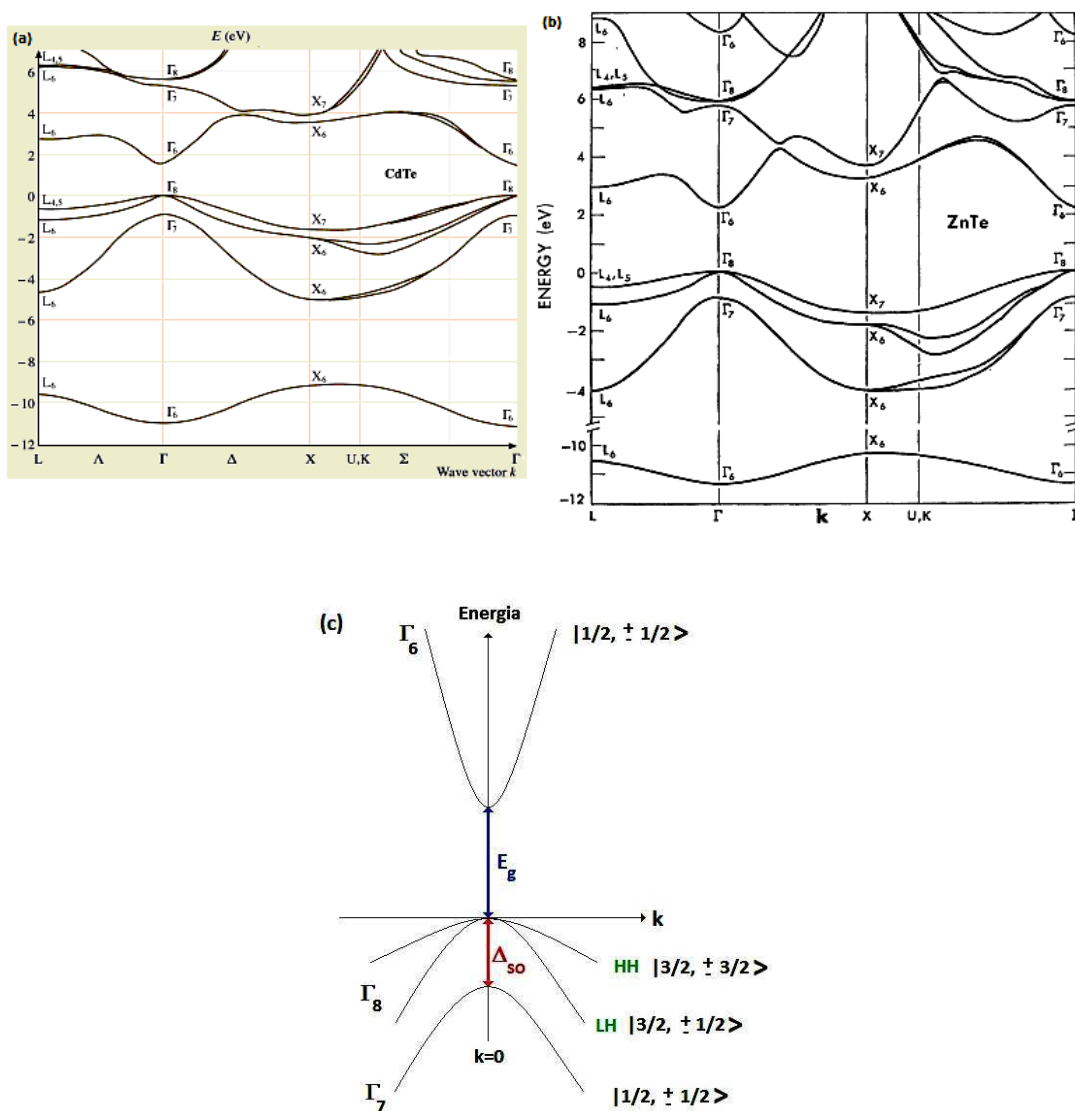 (a)
E (eV)
L4,5
L6
Γ8
Γ7
X7
X6
Γ8
Γ7
6
4
L6
Γ6
Γ6
2
CdTe
0
Γ8
Γ8
L4,5
L6
Γ7
X7
Γ7
−2
X6
−4
L6
X6
−6
−8
L6
X5
−10
Γ6
Γ6
−12
L Λ Γ Δ X U,K Σ Γ
Wave vector k
(b)
ENERGY (eV)
8
L6
Γ6
Γ6
L4,L5
L6
Γ8
Γ7
Γ8
Γ7
6
4
X7
X6
L6
Γ6
Γ6
2
ZnTe
0
Γ8
Γ8
L4, L5
L6
Γ7
X7
X6
Γ7
−2
−4
L6
X6
−10
L6
X6
Γ6
Γ6
−12
L Γ k X U,K Γ
(c)
Energia
Γ6
|1/2, ± 1/2>
Eg
k
Δso
HH |3/2, ± 3/2>
Γ8
LH |3/2, ± 1/2>
k=0
Γ7
|1/2, ± 1/2>